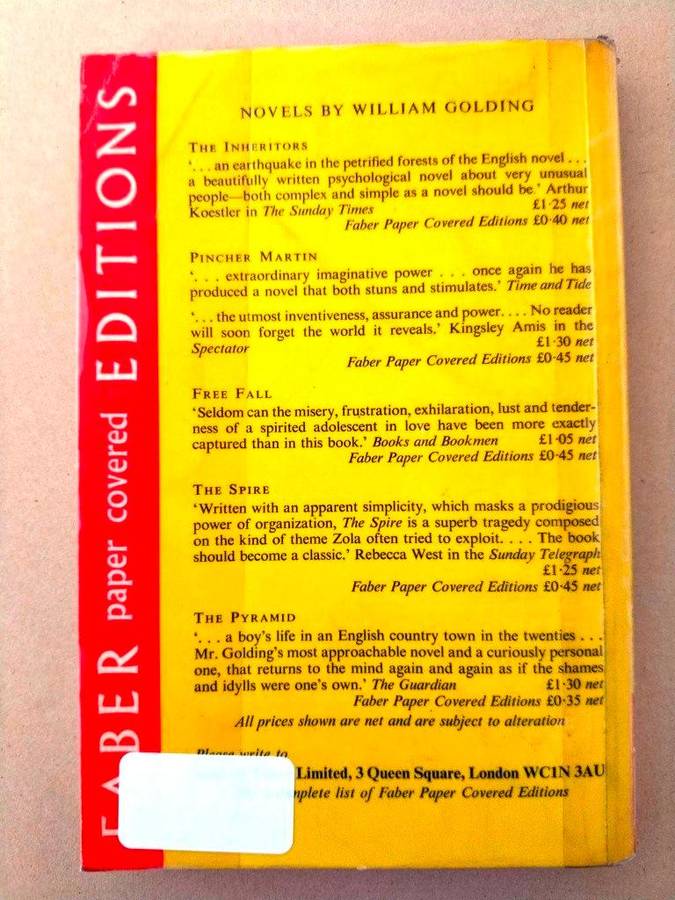 FABER paper covered EDITIONS
NOVELS BY WILLIAM GOLDING
THE INHERITORS
‘. . . an earthquake in the petrified forests of the English novel . . .
a beautifully written psychological novel about very unusual
people—both complex and simple as a novel should be.’ Arthur
Koestler in The Sunday Times £1·25 net
Faber Paper Covered Editions £0·40 net
PINCHER MARTIN
‘. . . extraordinary imaginative power . . . once again he has
produced a novel that both stuns and stimulates.’ Time and Tide
‘. . . the utmost inventiveness, assurance and power. . . . No reader
will soon forget the world it reveals.’ Kingsley Amis in the
Spectator £1·30 net
Faber Paper Covered Editions £0·45 net
FREE FALL
‘Seldom can the misery, frustration, exhilaration, lust and tender-
ness of a spirited adolescent in love have been more exactly
captured than in this book.’ Books and Bookmen £1·05 net
Faber Paper Covered Editions £0·45 net
THE SPIRE
‘Written with an apparent simplicity, which masks a prodigious
power of organization, The Spire is a superb tragedy composed
on the kind of theme Zola often tried to exploit. . . . The book
should become a classic.’ Rebecca West in the Sunday Telegraph
£1·25 net
Faber Paper Covered Editions £0·45 net
THE PYRAMID
‘. . . a boy’s life in an English country town in the twenties . . .
Mr. Golding’s most approachable novel and a curiously personal
one, that returns to the mind again and again as if the shames
and idylls were one’s own.’ The Guardian £1·30 net
Faber Paper Covered Editions £0·35 net
All prices shown are net and are subject to alteration
Please write to
Limited, 3 Queen Square, London WC1N 3AU
list of Faber Paper Covered Editions